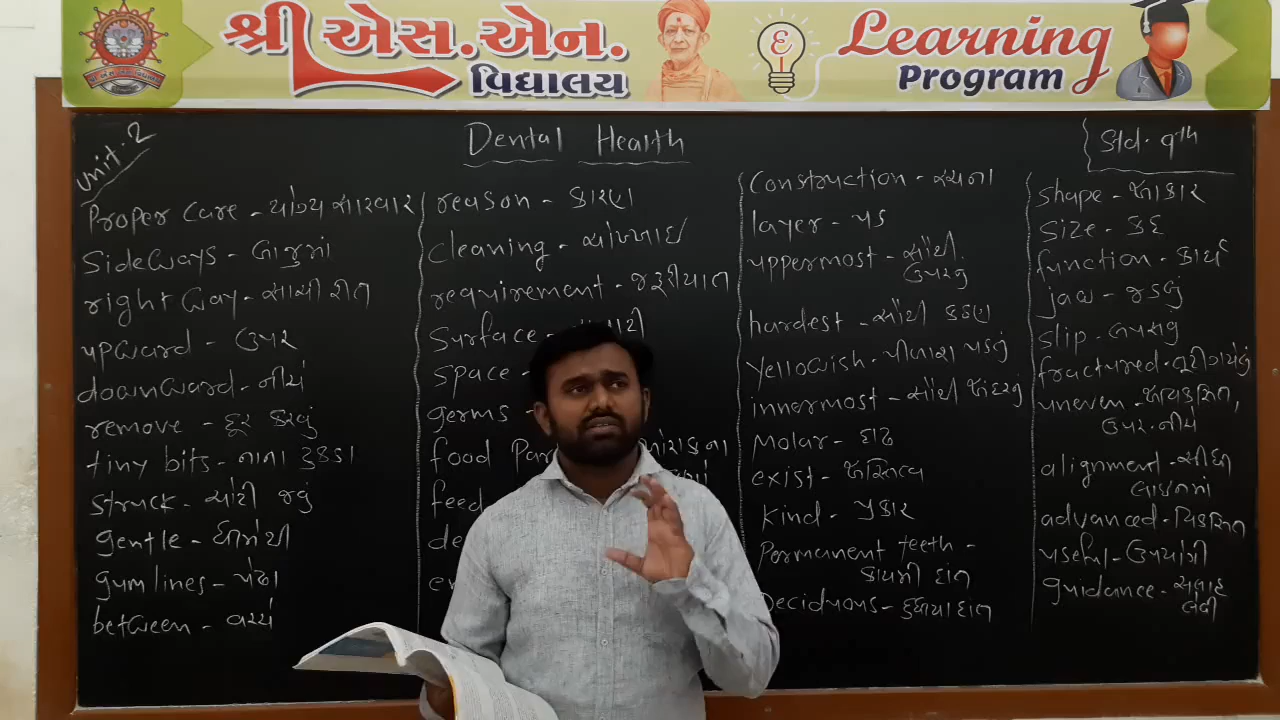 શ્રી એસ.એન.
વિદ્યાલય
Learning
Program
Unit.2
Dental Health
Std. 9th
Proper Care - યોગ્ય સારવાર
Sideways - બાજુમાં
right way - સાચી રીત
upward - ઉપર
downward - નીચે
remove - દૂર કરવું
tiny bits - નાના ટુકડા
Struck - ચોંટી જવું
gentle - ધીમેથી
gum lines - પેઢા
between - વચ્ચે
reason - કારણ
cleaning - ચોખ્ખાઈ
requirement - જરૂરીયાત
Surface -
space -
germs -
food
feed
Construction - રચના
layer - પડ
uppermost - સૌથી
ઉપરનું
hardest - સૌથી કઠણ
Yellowish - પીળાશ પડતું
innermost - સૌથી અંદરનું
Molar - દાઢ
exist - અસ્તિત્વ
Kind - પ્રકાર
Permanent teeth -
કાયમી દાંત
Deciduous - દુધીયા દાંત
Shape - આકાર
Size - કદ
function - કાર્ય
jaw - જડબું
slip - લપસવું
fractured - તૂટી ગયેલું
uneven - અવ્યવસ્થિત,
ઉપર-નીચે
alignment - સીધી
લાઇનમાં
advanced - વિકસિત
useful - ઉપયોગી
guidance - સલાહ
લેવી